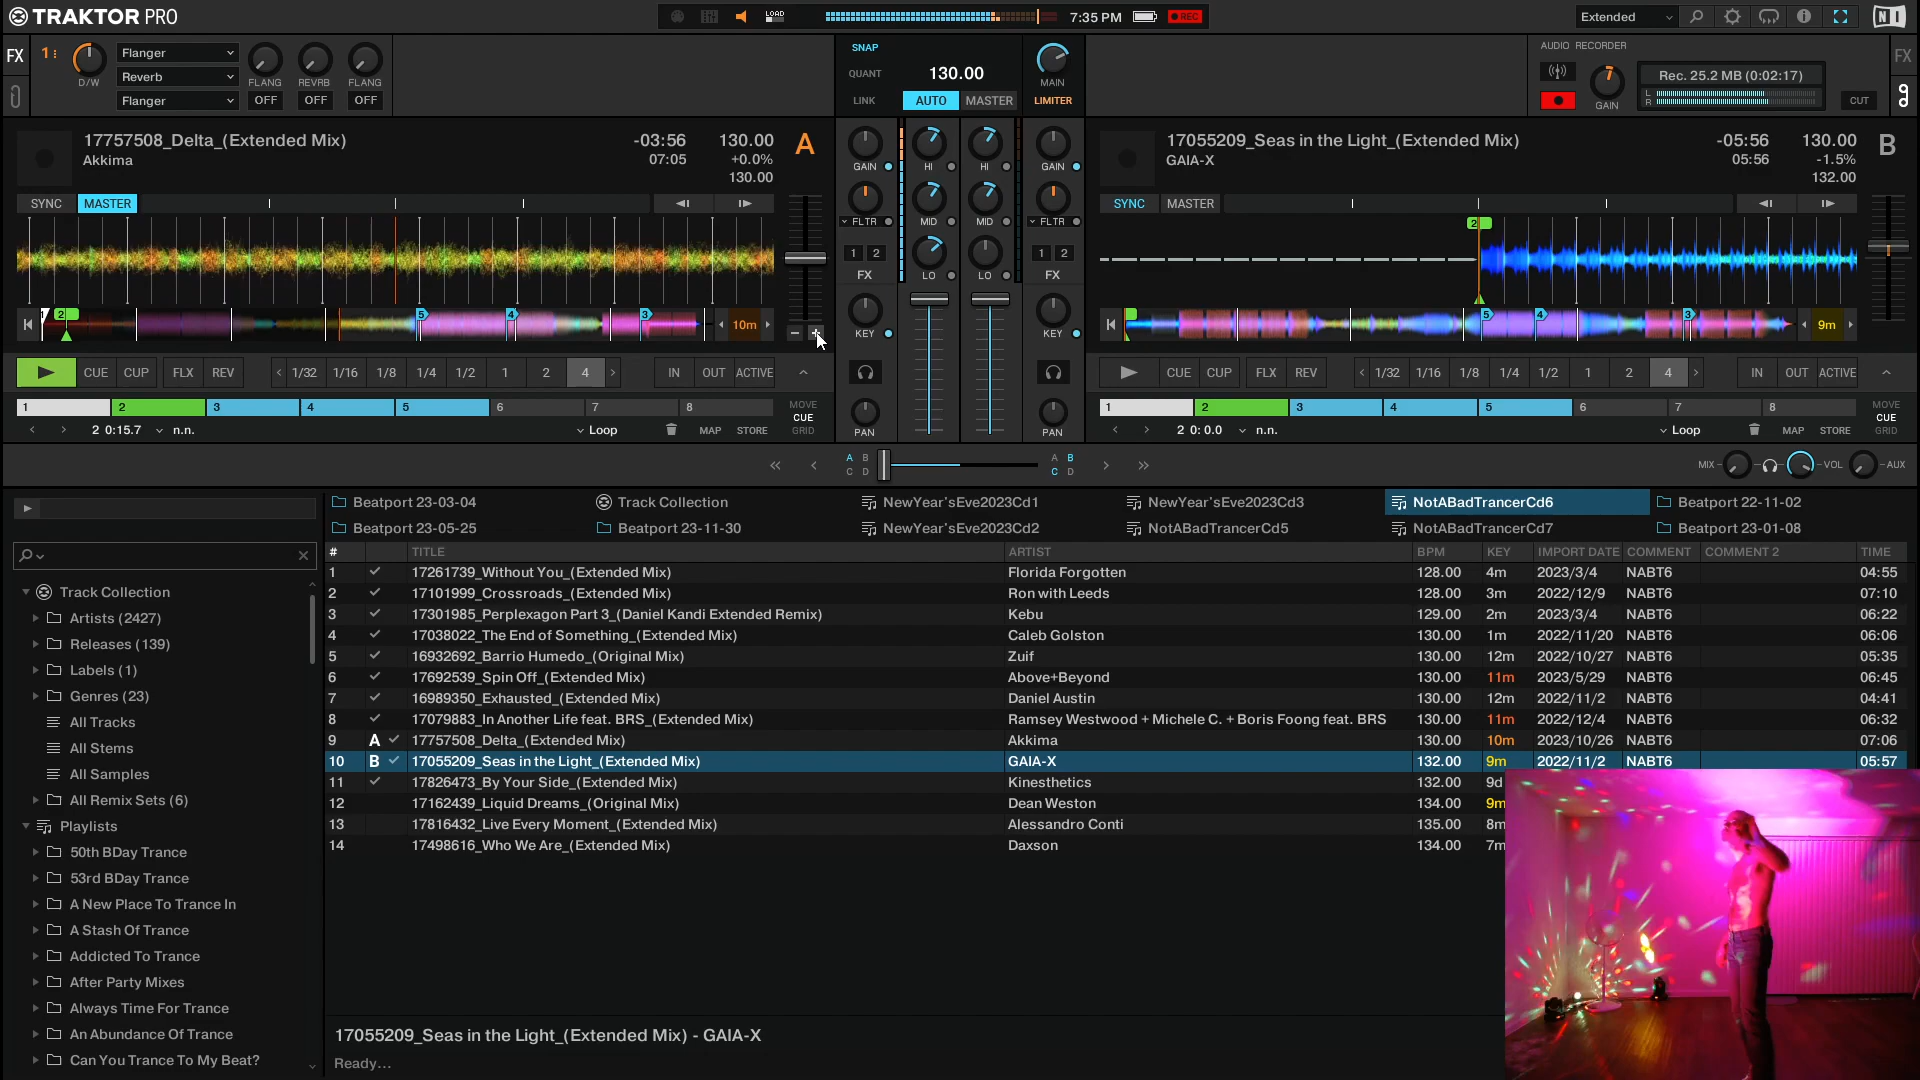 TRAKTOR PRO
LOAD
7:35 PM
REC
Extended
FX
1
D/W
Flanger
Reverb
Flanger
FLANG
REVRB
FLANG
OFF
OFF
OFF
SNAP
QUANT
LINK
130.00
AUTO
MASTER
MAIN
LIMITER
AUDIO RECORDER
GAIN
Rec. 25.2 MB (0:02:17)
L
R
CUT
FX
17757508_Delta_(Extended Mix)
Akkima
-03:56
07:05
130.00
+0.0%
130.00
A
SYNC
MASTER
2
5
4
3
10m
CUE
CUP
FLX
REV
1/32
1/16
1/8
1/4
1/2
1
2
4
IN
OUT
ACTIVE
1
2
3
4
5
6
7
8
MOVE
CUE
GRID
2 0:15.7
n.n.
Loop
MAP
STORE
GAIN
HI
HI
GAIN
FLTR
MID
MID
FLTR
1 2
FX
LO
LO
1 2
FX
KEY
KEY
PAN
PAN
17055209_Seas in the Light_(Extended Mix)
GAIA-X
-05:56
05:56
130.00
-1.5%
132.00
B
SYNC
MASTER
2
5
4
3
9m
CUE
CUP
FLX
REV
1/32
1/16
1/8
1/4
1/2
1
2
4
IN
OUT
ACTIVE
1
2
3
4
5
6
7
8
MOVE
CUE
GRID
2 0: 0.0
n.n.
Loop
MAP
STORE
A B
C D
A B
C D
MIX
VOL
AUX
Beatport 23-03-04
Track Collection
NewYear'sEve2023Cd1
NewYear'sEve2023Cd3
NotABadTrancerCd6
Beatport 22-11-02
Beatport 23-05-25
Beatport 23-11-30
NewYear'sEve2023Cd2
NotABadTrancerCd5
NotABadTrancerCd7
Beatport 23-01-08
Track Collection
Artists (2427)
Releases (139)
Labels (1)
Genres (23)
All Tracks
All Stems
All Samples
All Remix Sets (6)
Playlists
50th BDay Trance
53rd BDay Trance
A New Place To Trance In
A Stash Of Trance
Addicted To Trance
After Party Mixes
Always Time For Trance
An Abundance Of Trance
Can You Trance To My Beat?
# TITLE ARTIST BPM KEY IMPORT DATE COMMENT COMMENT 2 TIME
1 17261739_Without You_(Extended Mix) Florida Forgotten 128.00 4m 2023/3/4 NABT6 04:55
2 17101999_Crossroads_(Extended Mix) Ron with Leeds 128.00 3m 2022/12/9 NABT6 07:10
3 17301985_Perplexagon Part 3_(Daniel Kandi Extended Remix) Kebu 129.00 2m 2023/3/4 NABT6 06:22
4 17038022_The End of Something_(Extended Mix) Caleb Golston 130.00 1m 2022/11/20 NABT6 06:06
5 16932692_Barrio Humedo_(Original Mix) Zuif 130.00 12m 2022/10/27 NABT6 05:35
6 17692539_Spin Off_(Extended Mix) Above+Beyond 130.00 11m 2023/5/29 NABT6 06:45
7 16989350_Exhausted_(Extended Mix) Daniel Austin 130.00 12m 2022/11/2 NABT6 04:41
8 17079883_In Another Life feat. BRS_(Extended Mix) Ramsey Westwood + Michele C. + Boris Foong feat. BRS 130.00 11m 2022/12/4 NABT6 06:32
9 A 17757508_Delta_(Extended Mix) Akkima 130.00 10m 2023/10/26 NABT6 07:06
10 B 17055209_Seas in the Light_(Extended Mix) GAIA-X 132.00 9m 2022/11/2 NABT6 05:57
11 17826473_By Your Side_(Extended Mix) Kinesthetics 132.00 9d
12 17162439_Liquid Dreams_(Original Mix) Dean Weston 134.00 9m
13 17816432_Live Every Moment_(Extended Mix) Alessandro Conti 135.00 8m
14 17498616_Who We Are_(Extended Mix) Daxson 134.00 7m
17055209_Seas in the Light_(Extended Mix) - GAIA-X
Ready...